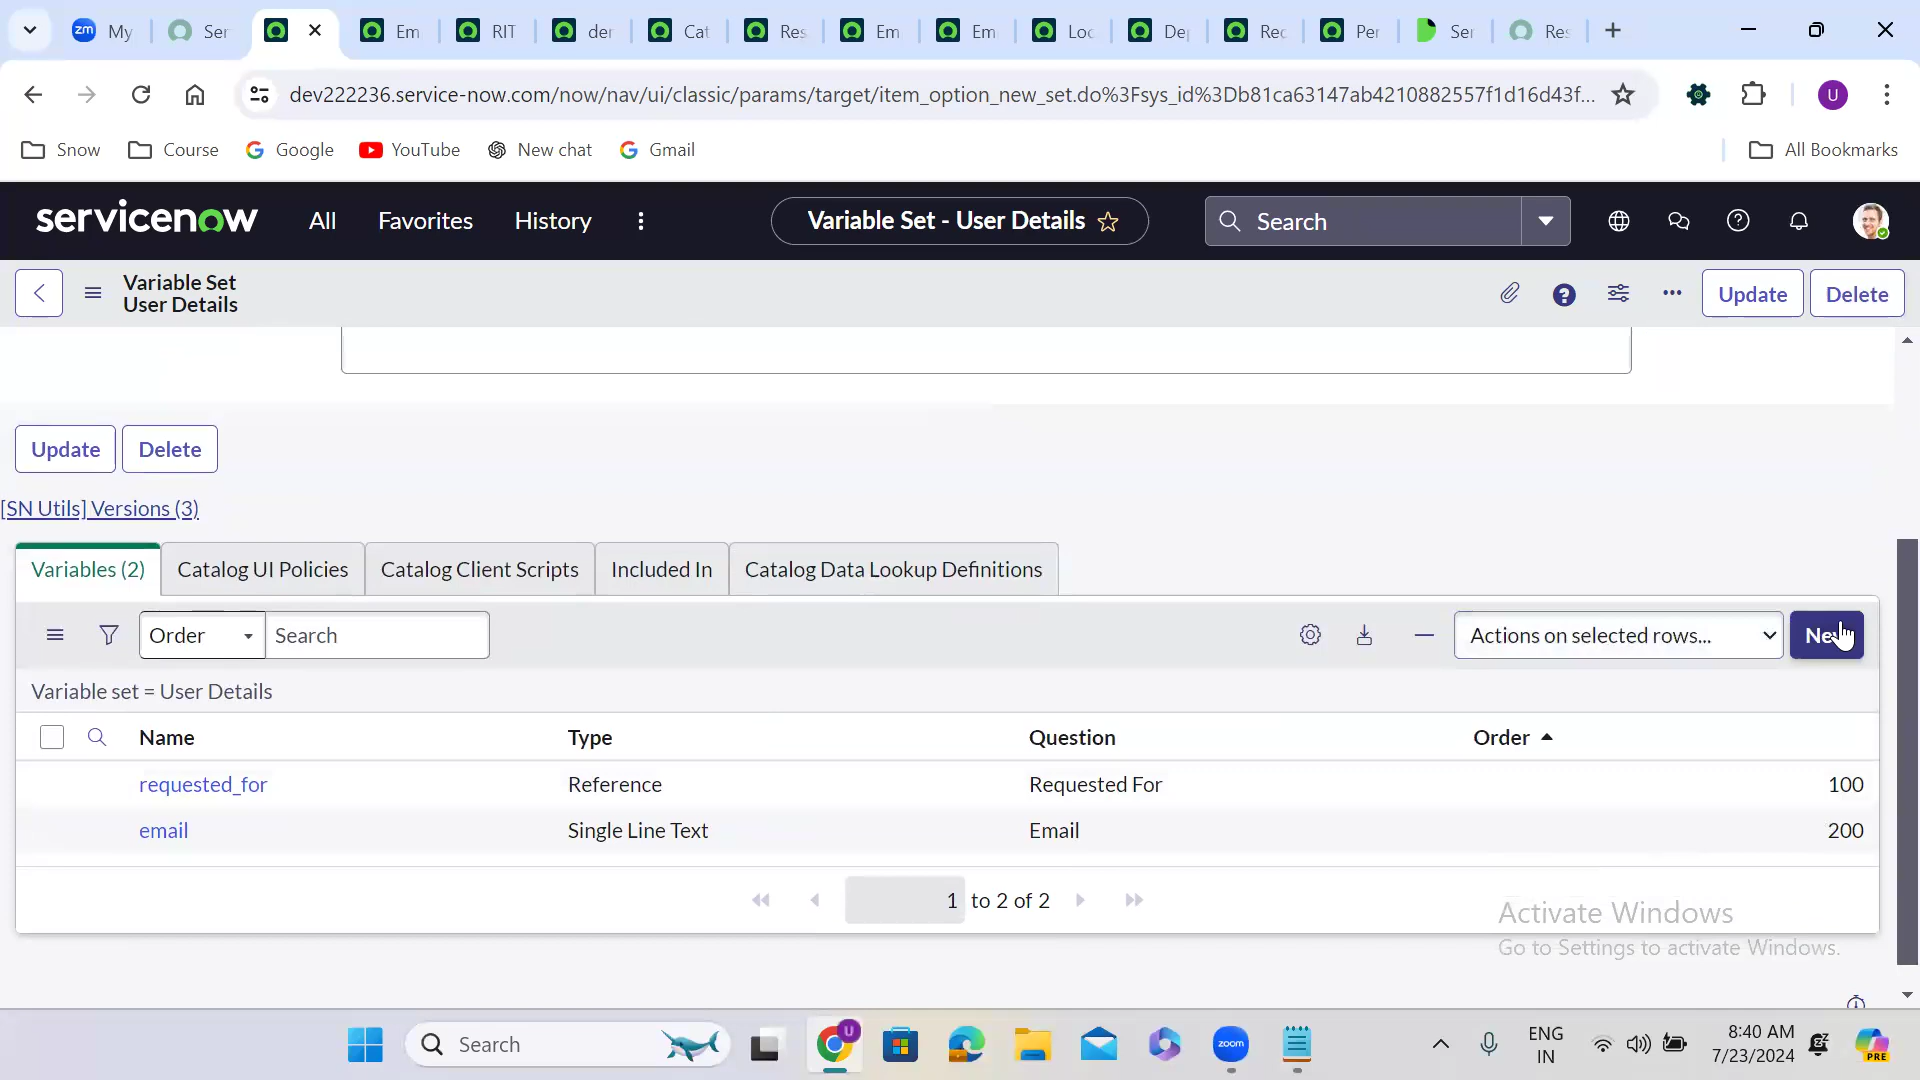 My
Ser
Em
RIT
der
Cat
Res
Em
Em
Loc
De
Rec
Per
Ser
Res
dev222236.service-now.com/now/nav/ui/classic/params/target/item_option_new_set.do%3Fsys_id%3Db81ca63147ab4210882557f1d16d43f...
U
Snow
Course
Google
YouTube
New chat
Gmail
All Bookmarks
servicenow
All
Favorites
History
Variable Set - User Details
Search
Variable Set
User Details
Update
Delete
Update
Delete
[SN Utils] Versions (3)
Variables (2)
Catalog UI Policies
Catalog Client Scripts
Included In
Catalog Data Lookup Definitions
Order
Search
Actions on selected rows...
Variable set = User Details
Name
Type
Question
Order
requested_for
Reference
Requested For
100
email
Single Line Text
Email
200
1 to 2 of 2
Activate Windows
Go to Settings to activate Windows.
Search
U
zoom
ENG
IN
8:40 AM
7/23/2024
PRE